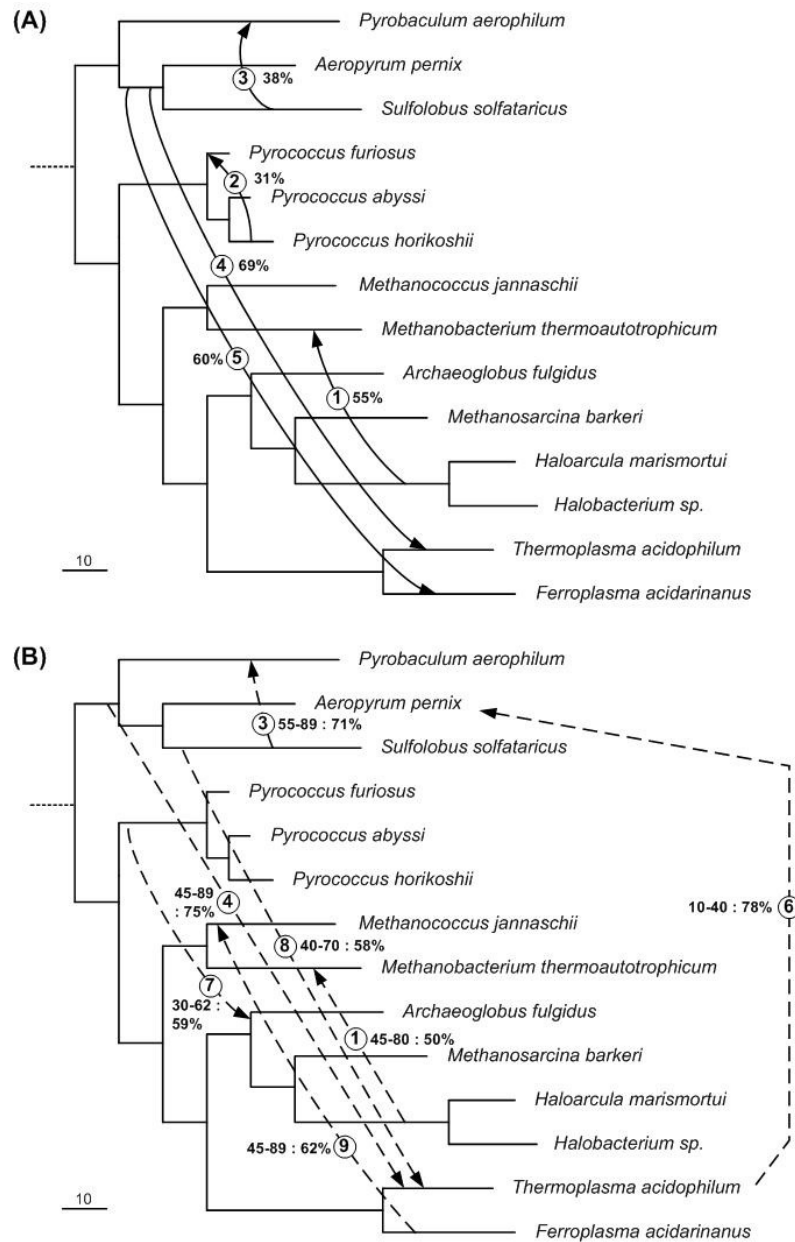 (A)
Pyrobaculum aerophilum
Aeropyrum pernix
3 38%
Sulfolobus solfataricus
Pyrococcus furiosus
2 31%
Pyrococcus abyssi
Pyrococcus horikoshii
4 69%
Methanococcus jannaschii
Methanobacterium thermoautotrophicum
60% 5
Archaeoglobus fulgidus
1 55%
Methanosarcina barkeri
Haloarcula marismortui
Halobacterium sp.
Thermoplasma acidophilum
10
Ferroplasma acidarinanus
(B)
Pyrobaculum aerophilum
Aeropyrum pernix
3 55-89 : 71%
Sulfolobus solfataricus
Pyrococcus furiosus
Pyrococcus abyssi
Pyrococcus horikoshii
45-89 4
: 75%
10-40 : 78% 6
Methanococcus jannaschii
8 40-70 : 58%
Methanobacterium thermoautotrophicum
7
30-62 :
59%
Archaeoglobus fulgidus
1 45-80 : 50%
Methanosarcina barkeri
Haloarcula marismortui
45-89 : 62% 9
Halobacterium sp.
Thermoplasma acidophilum
10
Ferroplasma acidarinanus